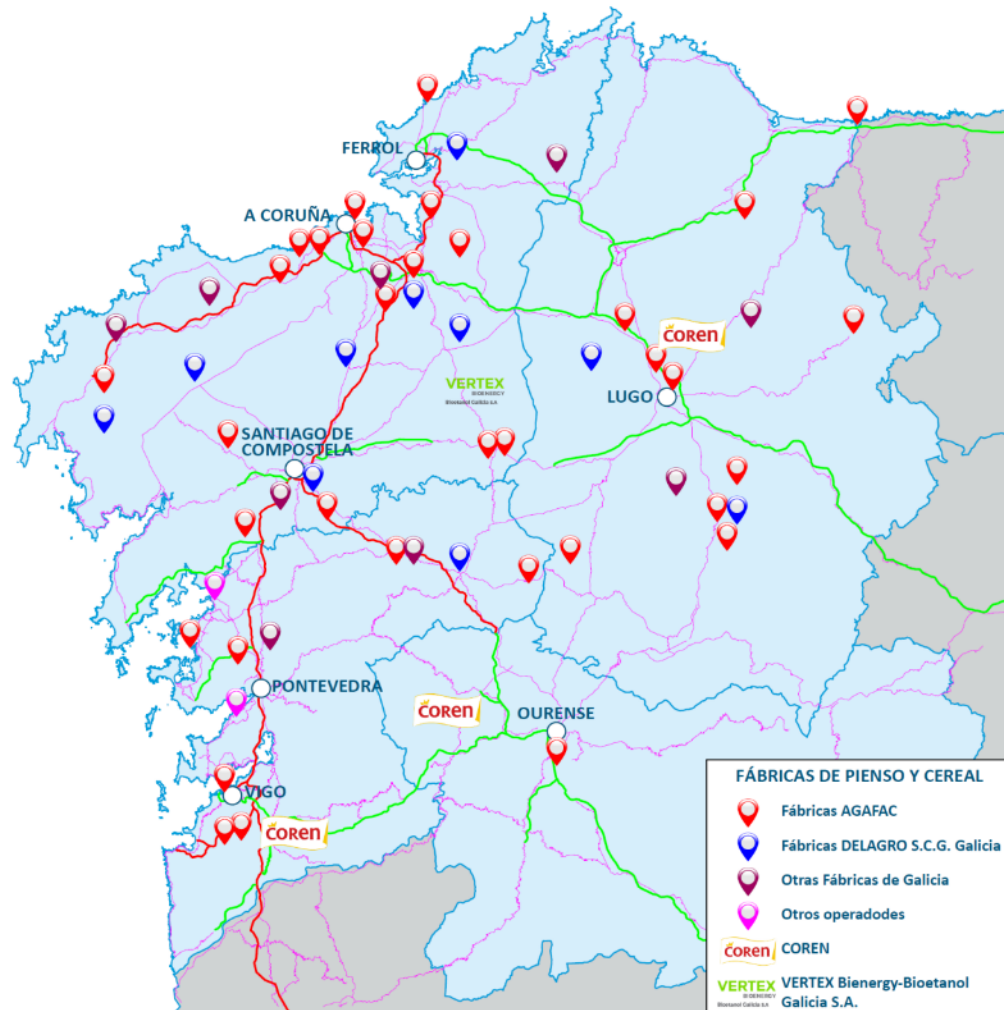 FERROL
A CORUÑA
COREN
VERTEX
BIOENERGY
Bioetanol Galicia s.a
LUGO
SANTIAGO DE
COMPOSTELA
PONTEVEDRA
COREN
OURENSE
VIGO
COREN
FÁBRICAS DE PIENSO Y CEREAL
Fábricas AGAFAC
Fábricas DELAGRO S.C.G. Galicia
Otras Fábricas de Galicia
Otros operadodes
COREN COREN
VERTEX VERTEX Bienergy-Bioetanol
BIOENERGY
Bioetanol Galicia s.a Galicia S.A.